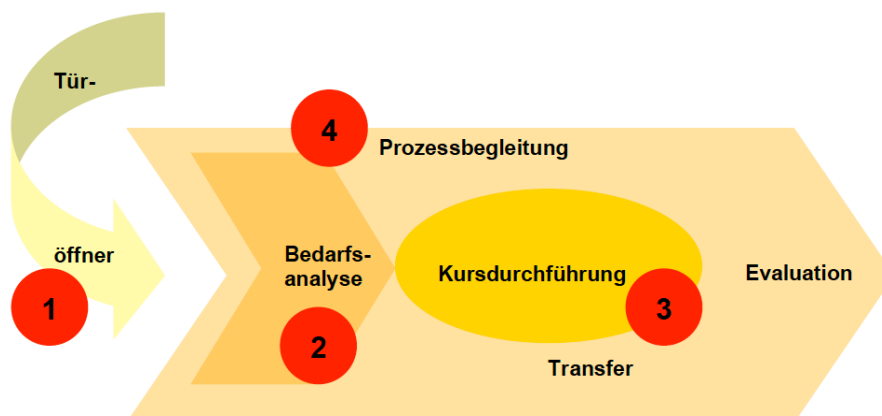 Tür-
öffner
1
4
Prozessbegleitung
Bedarfs-
analyse
2
Kursdurchführung
3
Transfer
Evaluation